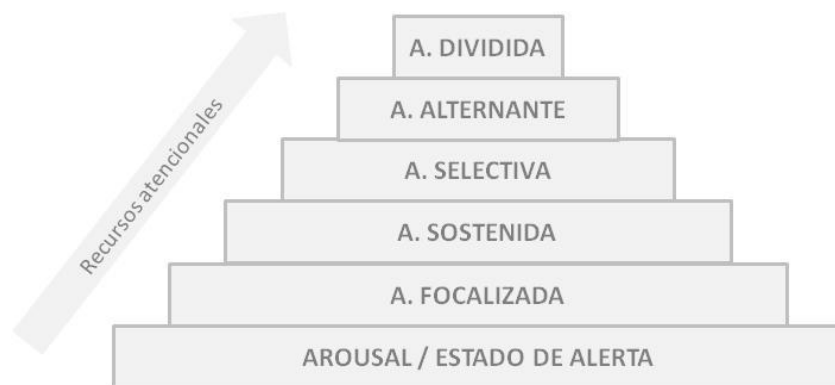 A. DIVIDIDA
A. ALTERNANTE
A. SELECTIVA
A. SOSTENIDA
A. FOCALIZADA
AROUSAL / ESTADO DE ALERTA
Recursos atencionales